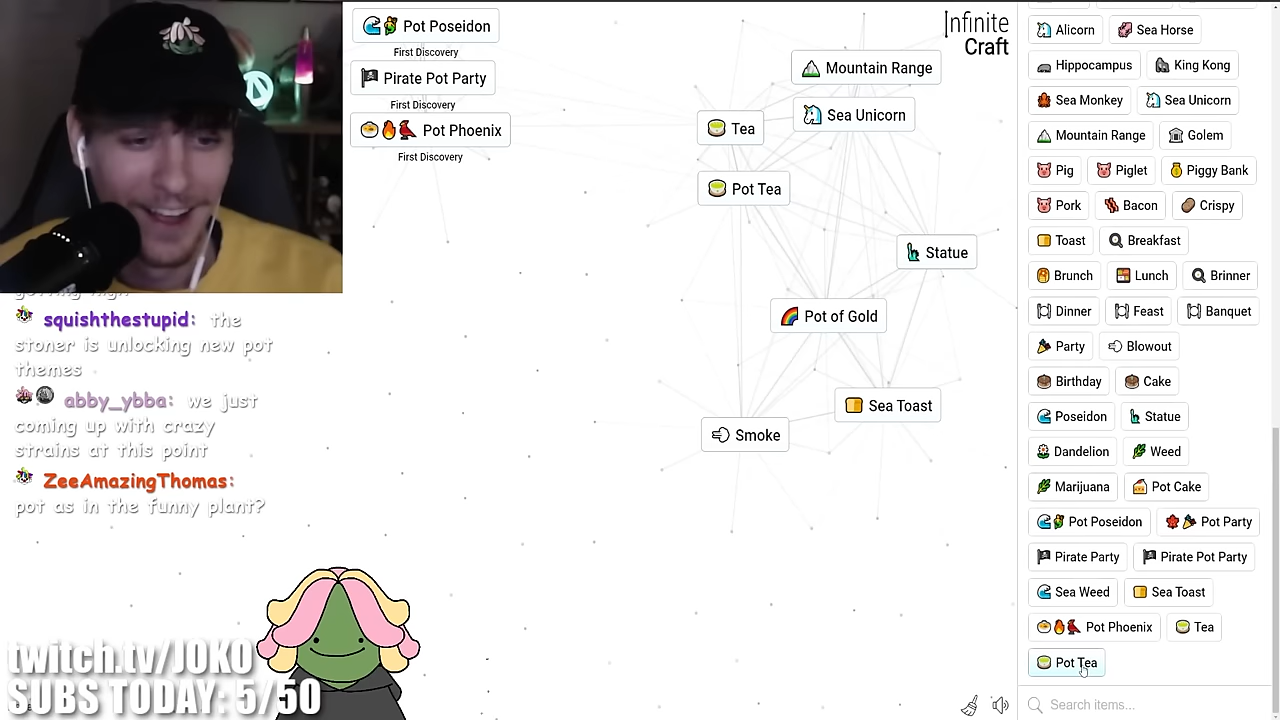 Pot Poseidon
First Discovery
Pirate Pot Party
First Discovery
Pot Phoenix
First Discovery
Infinite
Craft
Mountain Range
Sea Unicorn
Tea
Pot Tea
Statue
Pot of Gold
Sea Toast
Smoke
Alicorn Sea Horse
Hippocampus King Kong
Sea Monkey Sea Unicorn
Mountain Range Golem
Pig Piglet Piggy Bank
Pork Bacon Crispy
Toast Breakfast
Brunch Lunch Brinner
Dinner Feast Banquet
Party Blowout
Birthday Cake
Poseidon Statue
Dandelion Weed
Marijuana Pot Cake
Pot Poseidon Pot Party
Pirate Party Pirate Pot Party
Sea Weed Sea Toast
Pot Phoenix Tea
Pot Tea
Search items...
getting high
squishthestupid: the
stoner is unlocking new pot
themes
abby_ybba: we just
coming up with crazy
strains at this point
ZeeAmazingThomas:
pot as in the funny plant?
twitch.tv/JOKO
SUBS TODAY: 5/50